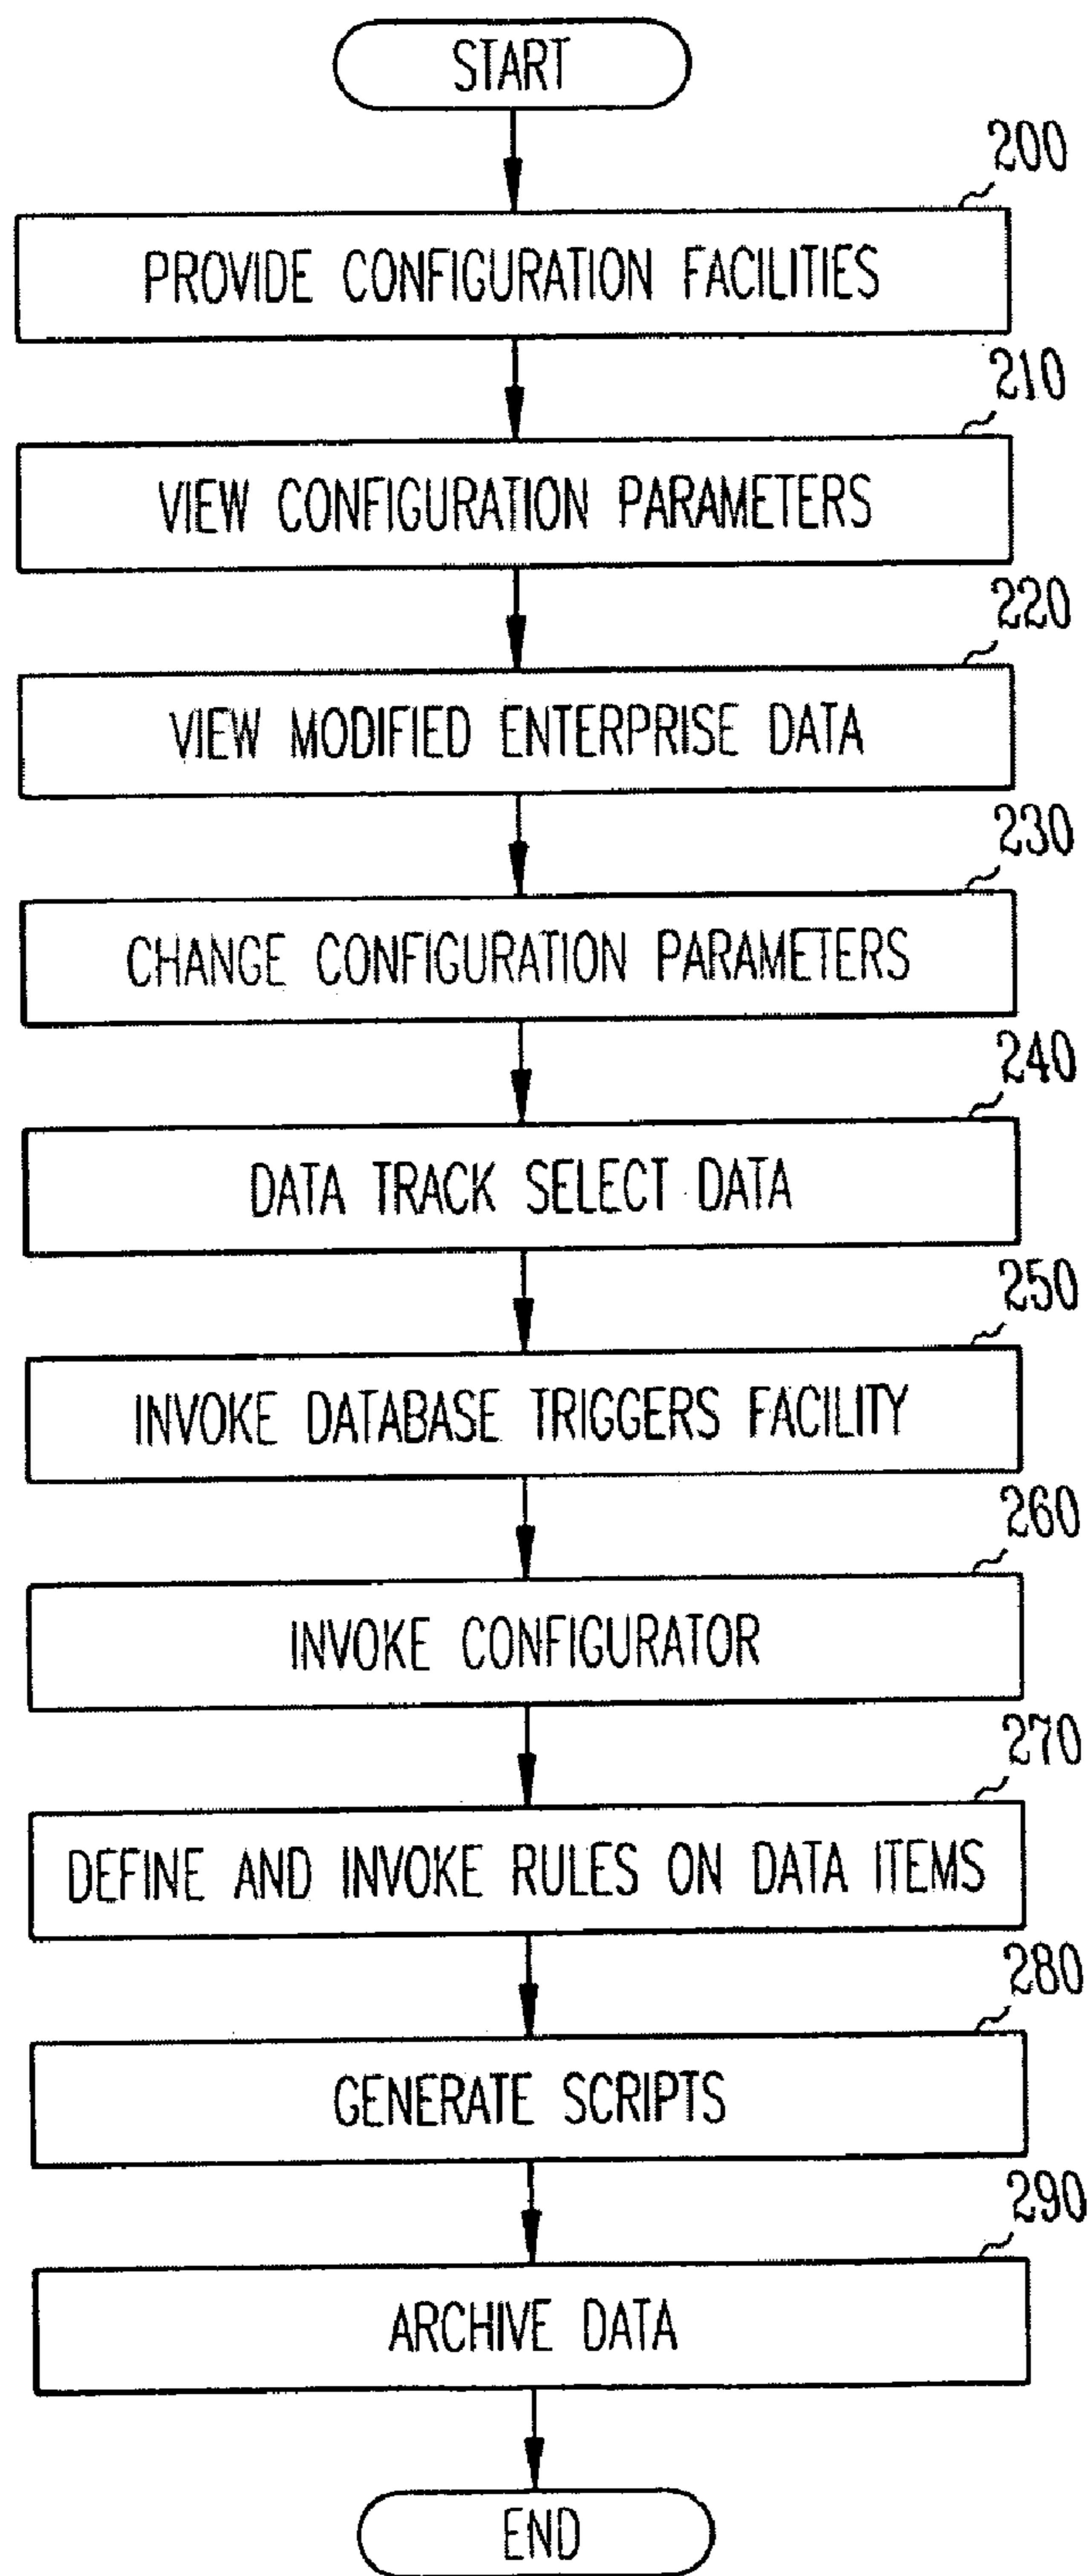 START
200
PROVIDE CONFIGURATION FACILITIES
210
VIEW CONFIGURATION PARAMETERS
220
VIEW MODIFIED ENTERPRISE DATA
230
CHANGE CONFIGURATION PARAMETERS
240
DATA TRACK SELECT DATA
250
INVOKE DATABASE TRIGGERS FACILITY
260
INVOKE CONFIGURATOR
270
DEFINE AND INVOKE RULES ON DATA ITEMS
280
GENERATE SCRIPTS
290
ARCHIVE DATA
END